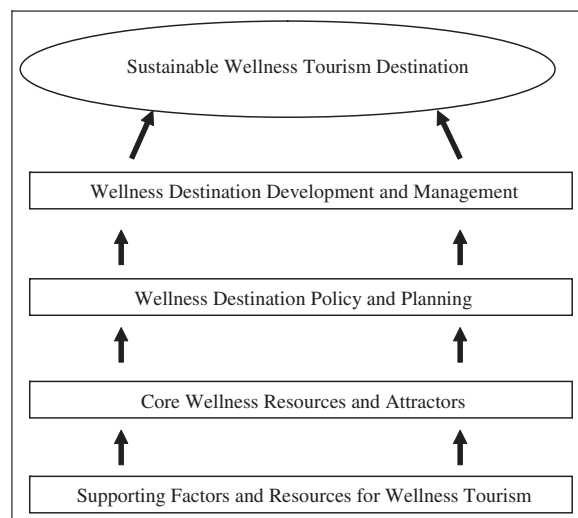 Sustainable Wellness Tourism Destination
Wellness Destination Development and Management
Wellness Destination Policy and Planning
Core Wellness Resources and Attractors
Supporting Factors and Resources for Wellness Tourism